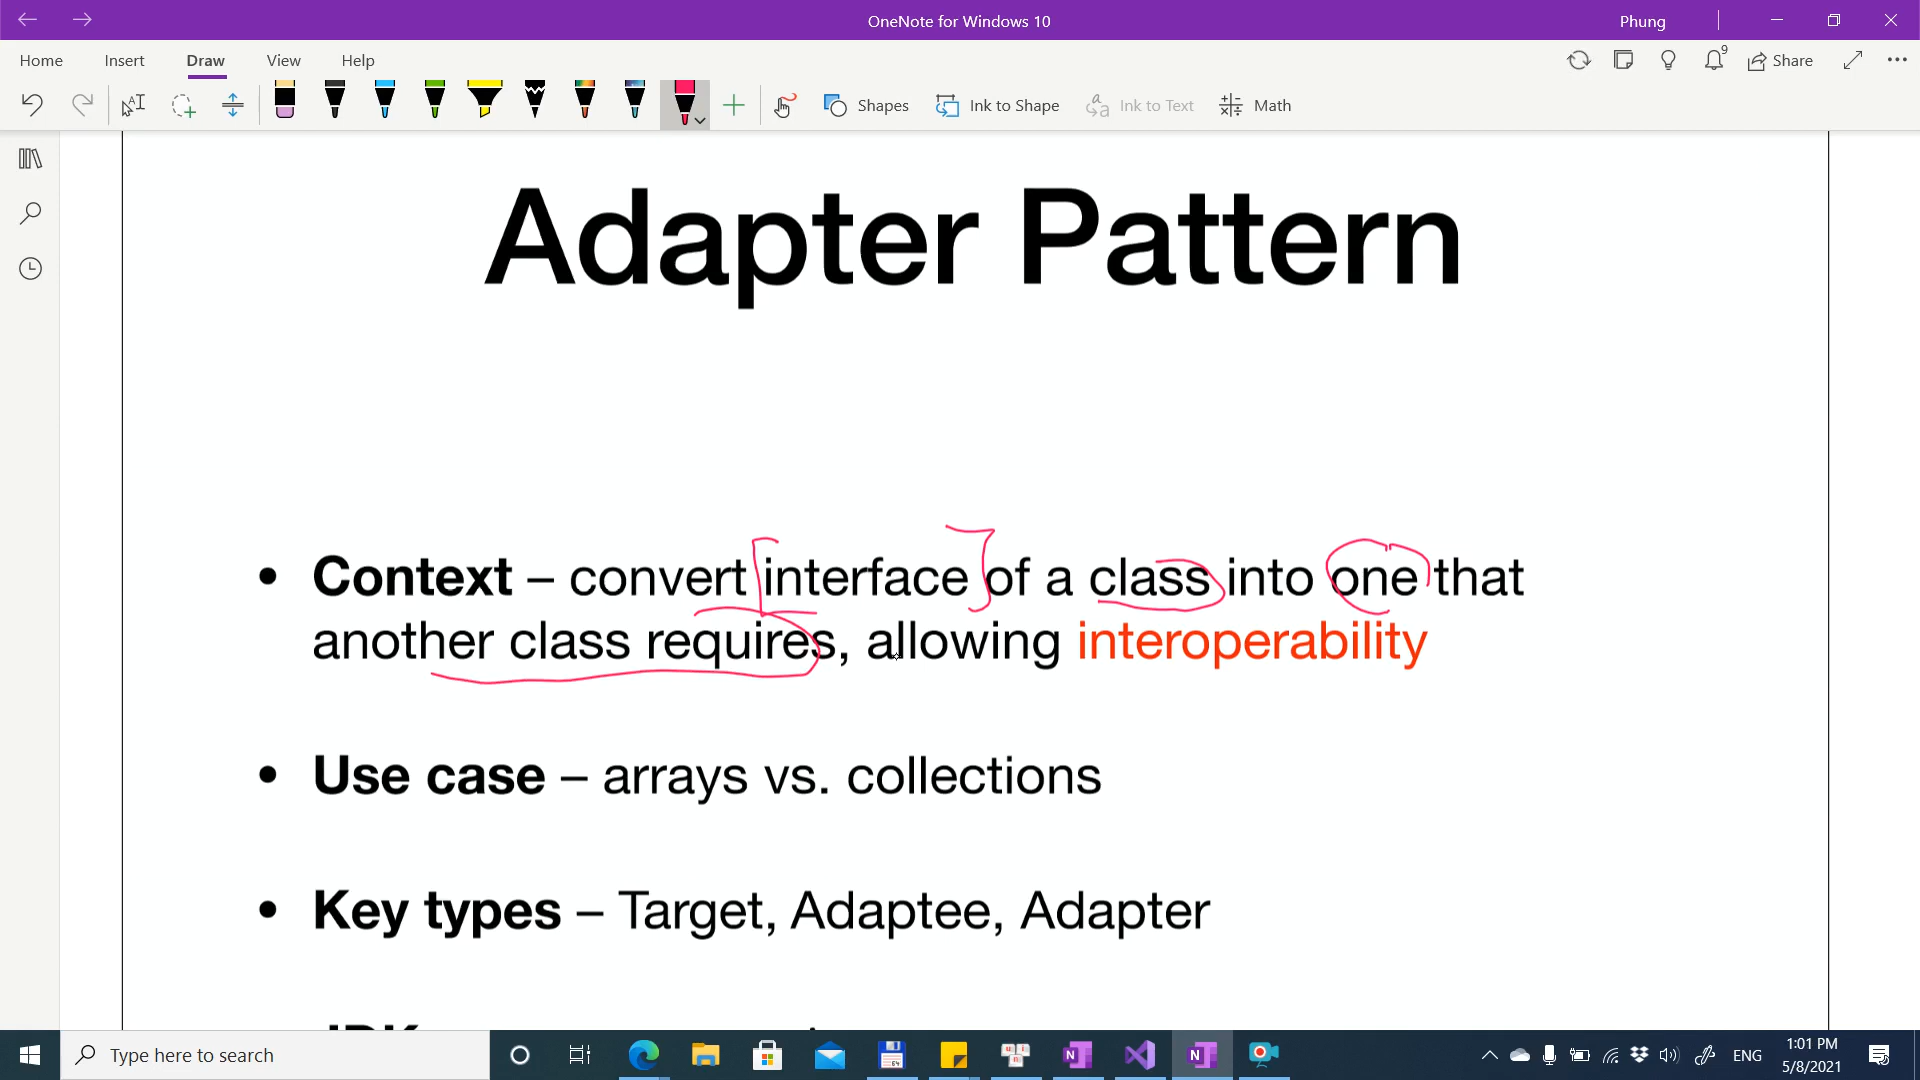 OneNote for Windows 10
Phung
Home Insert Draw View Help
9
Share
Shapes Ink to Shape Ink to Text Math
Adapter Pattern
• Context – convert interface of a class into one that
another class requires, allowing interoperability
• Use case – arrays vs. collections
• Key types – Target, Adaptee, Adapter
Type here to search
64
ENG
1:01 PM
5/8/2021